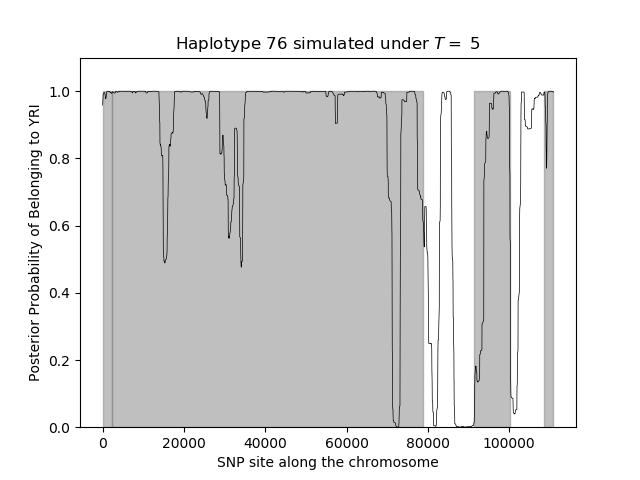 Haplotype 76 simulated under T = 5
Posterior Probability of Belonging to YRI
1.0
0.8
0.6
0.4
0.2
0.0
0 20000 40000 60000 80000 100000
SNP site along the chromosome